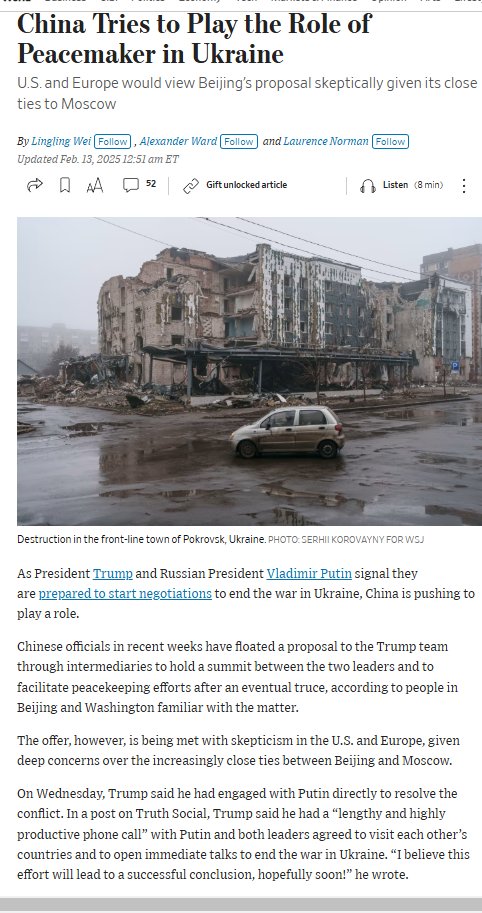 China Tries to Play the Role of
Peacemaker in Ukraine
U.S. and Europe would view Beijing’s proposal skeptically given its close
ties to Moscow
By Lingling Wei Follow , Alexander Ward Follow and Laurence Norman Follow
Updated Feb. 13, 2025 12:51 am ET
AA 52 Gift unlocked article Listen (8 min)
Destruction in the front-line town of Pokrovsk, Ukraine. PHOTO: SERHII KOROVAYNY FOR WSJ
As President Trump and Russian President Vladimir Putin signal they
are prepared to start negotiations to end the war in Ukraine, China is pushing to
play a role.
Chinese officials in recent weeks have floated a proposal to the Trump team
through intermediaries to hold a summit between the two leaders and to
facilitate peacekeeping efforts after an eventual truce, according to people in
Beijing and Washington familiar with the matter.
The offer, however, is being met with skepticism in the U.S. and Europe, given
deep concerns over the increasingly close ties between Beijing and Moscow.
On Wednesday, Trump said he had engaged with Putin directly to resolve the
conflict. In a post on Truth Social, Trump said he had a “lengthy and highly
productive phone call” with Putin and both leaders agreed to visit each other’s
countries and to open immediate talks to end the war in Ukraine. “I believe this
effort will lead to a successful conclusion, hopefully soon!” he wrote.